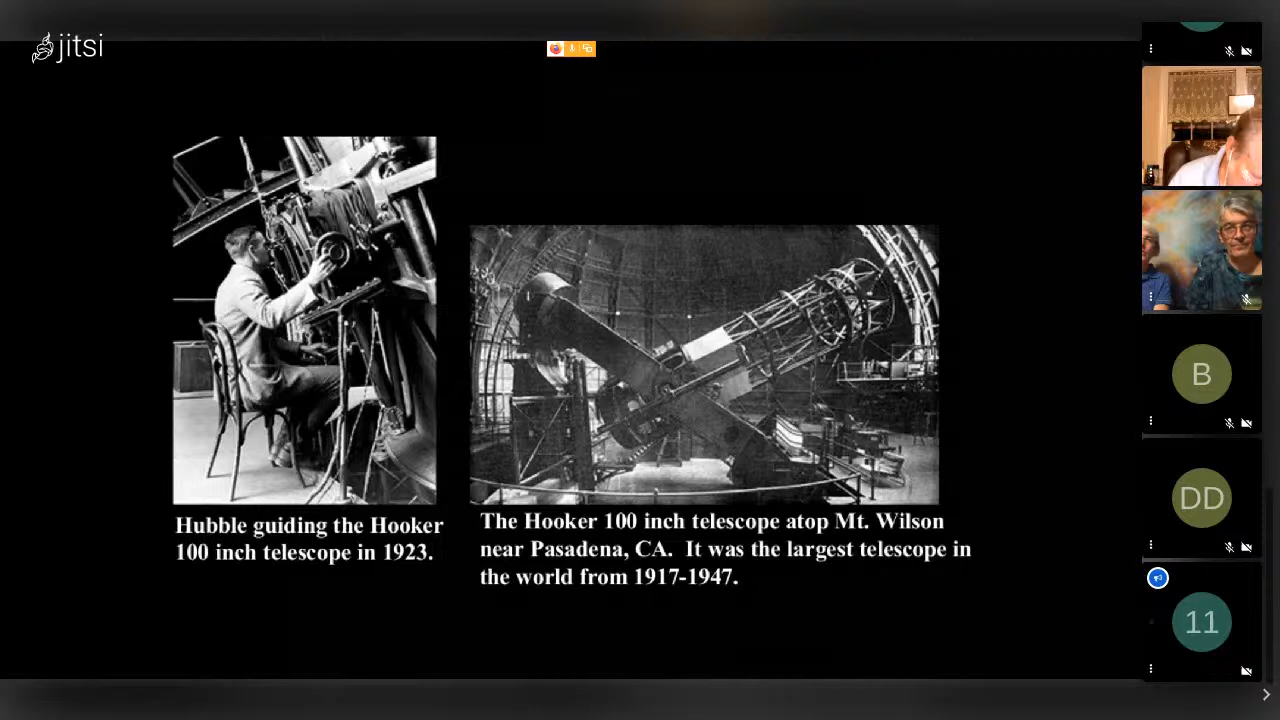 jitsi
Hubble guiding the Hooker
100 inch telescope in 1923.
The Hooker 100 inch telescope atop Mt. Wilson
near Pasadena, CA.  It was the largest telescope in
the world from 1917-1947.
B
DD
11